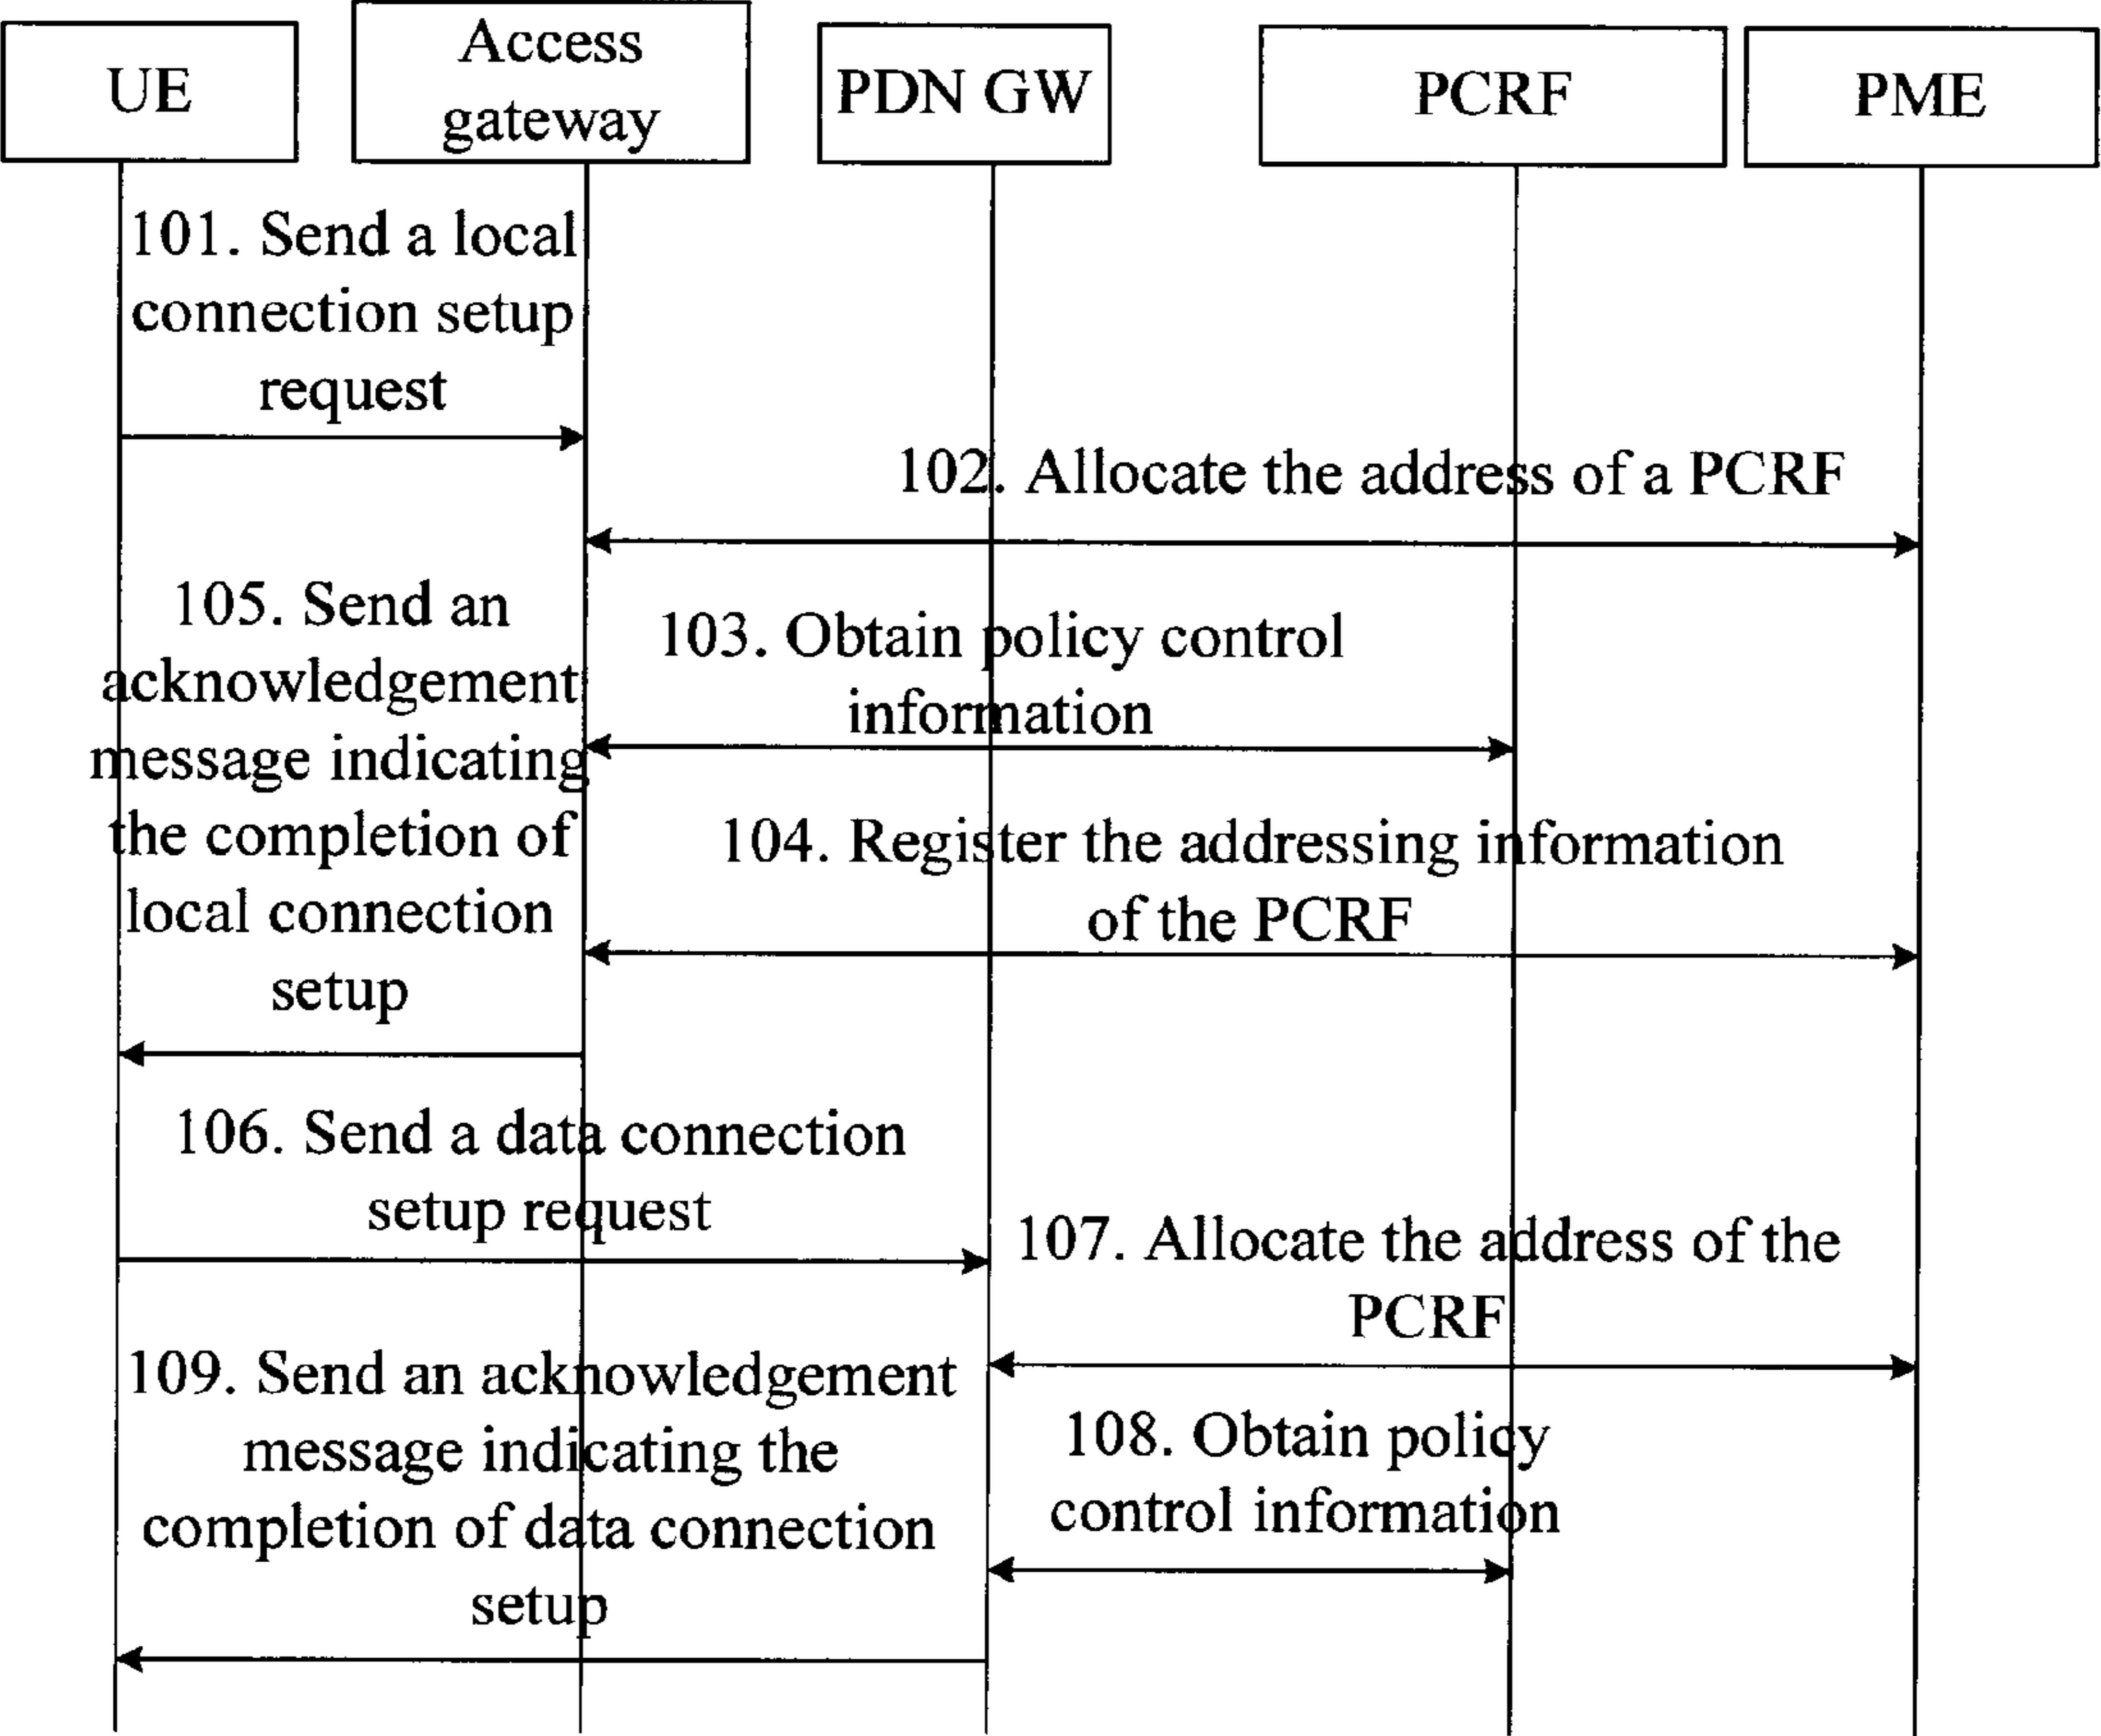 UE
Access
gateway
PDN GW
PCRF
PME
101. Send a local
connection setup
request
102. Allocate the address of a PCRF
103. Obtain policy control
information
104. Register the addressing information
of the PCRF
105. Send an
acknowledgement
message indicating
the completion of
local connection
setup
106. Send a data connection
setup request
107. Allocate the address of the
PCRF
108. Obtain policy
control information
109. Send an acknowledgement
message indicating the
completion of data connection
setup